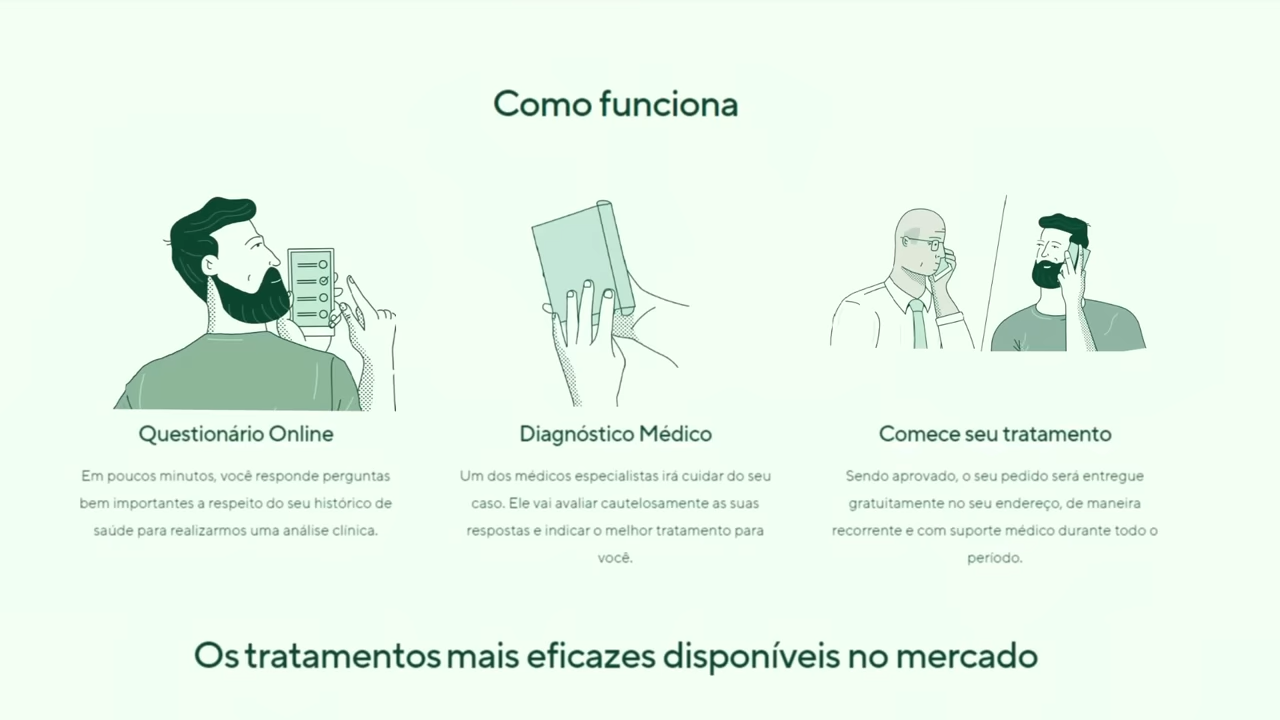 Como funciona
Questionário Online
Em poucos minutos, você responde perguntas
bem importantes a respeito do seu histórico de
saúde para realizarmos uma análise clínica.
Diagnóstico Médico
Um dos médicos especialistas irá cuidar do seu
caso. Ele vai avaliar cautelosamente as suas
respostas e indicar o melhor tratamento para
você.
Comece seu tratamento
Sendo aprovado, o seu pedido será entregue
gratuitamente no seu endereço, de maneira
recorrente e com suporte médico durante todo o
período.
Os tratamentos mais eficazes disponíveis no mercado